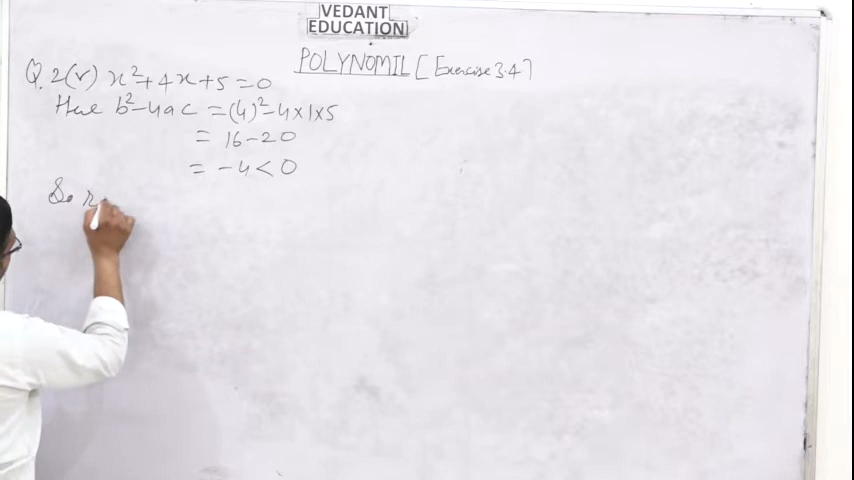 VEDANT
EDUCATION
POLYNOMIL [Exercise 3.4]
Q. 2(v) x²+4x+5=0
Here b²-4ac = (4)²-4×1×5
= 16-20
= -4<0
So